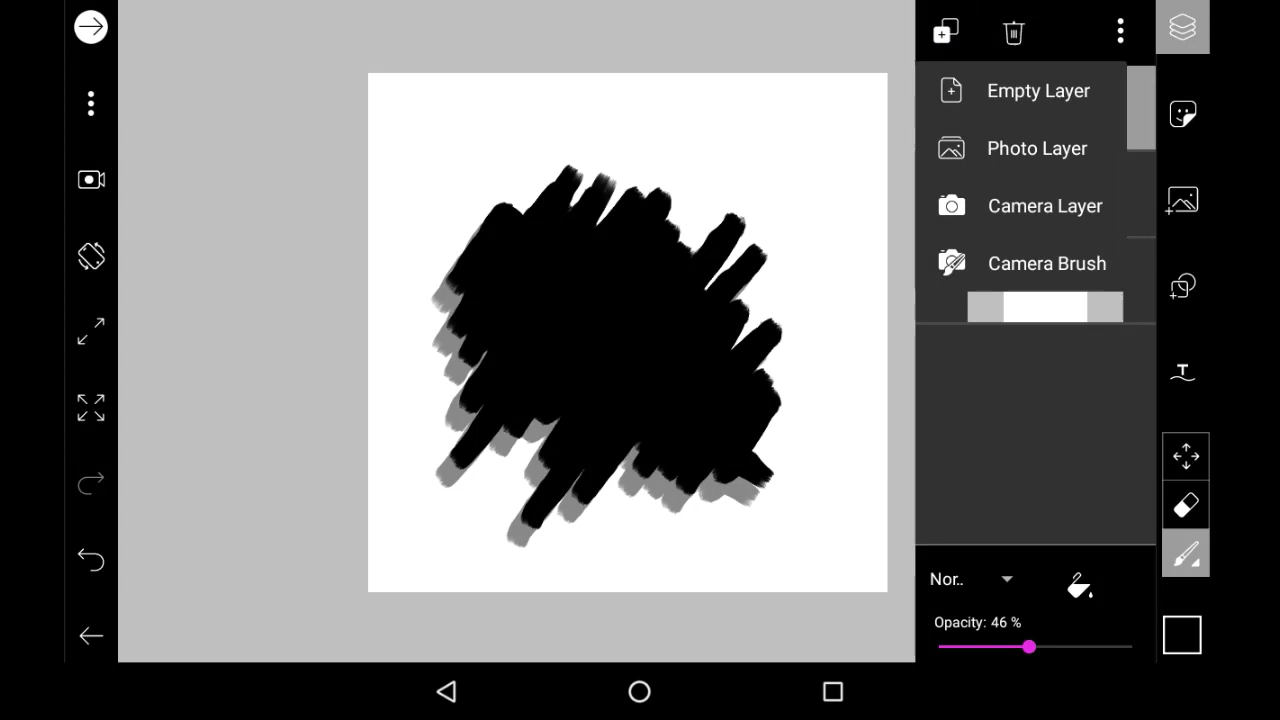 Empty Layer
Photo Layer
Camera Layer
Camera Brush
Nor..
Opacity: 46 %
T